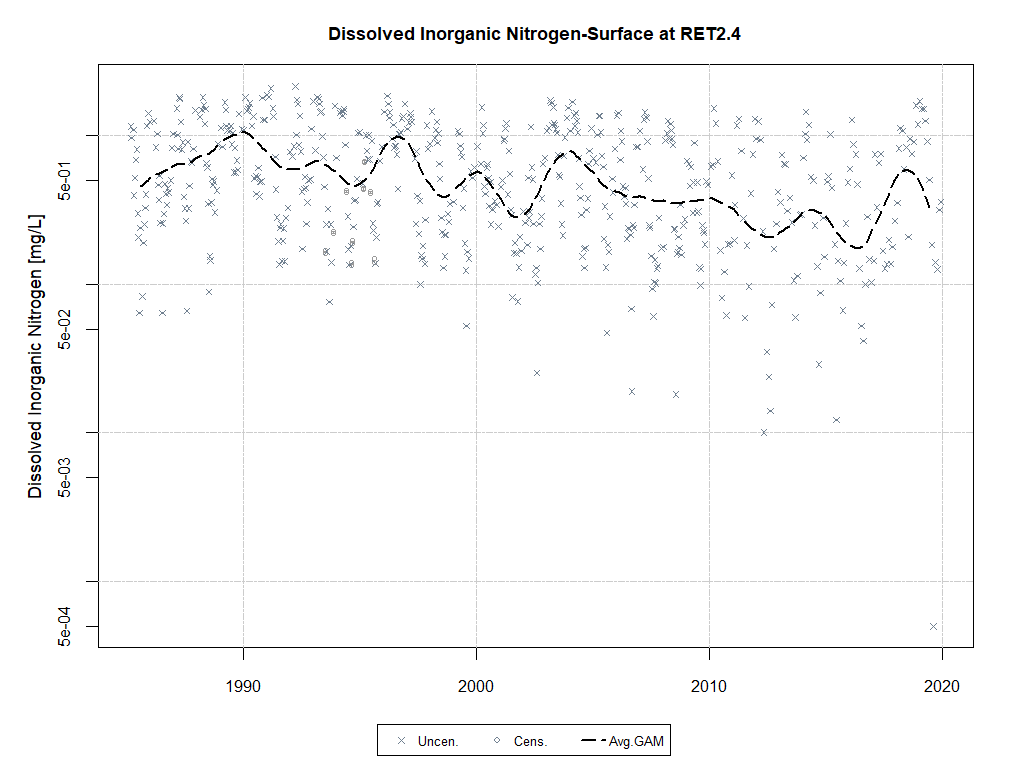 Dissolved Inorganic Nitrogen-Surface at RET2.4
Dissolved Inorganic Nitrogen [mg/L]
5e-01
5e-02
5e-03
5e-04
1990 2000 2010 2020
Uncen. Cens. Avg.GAM